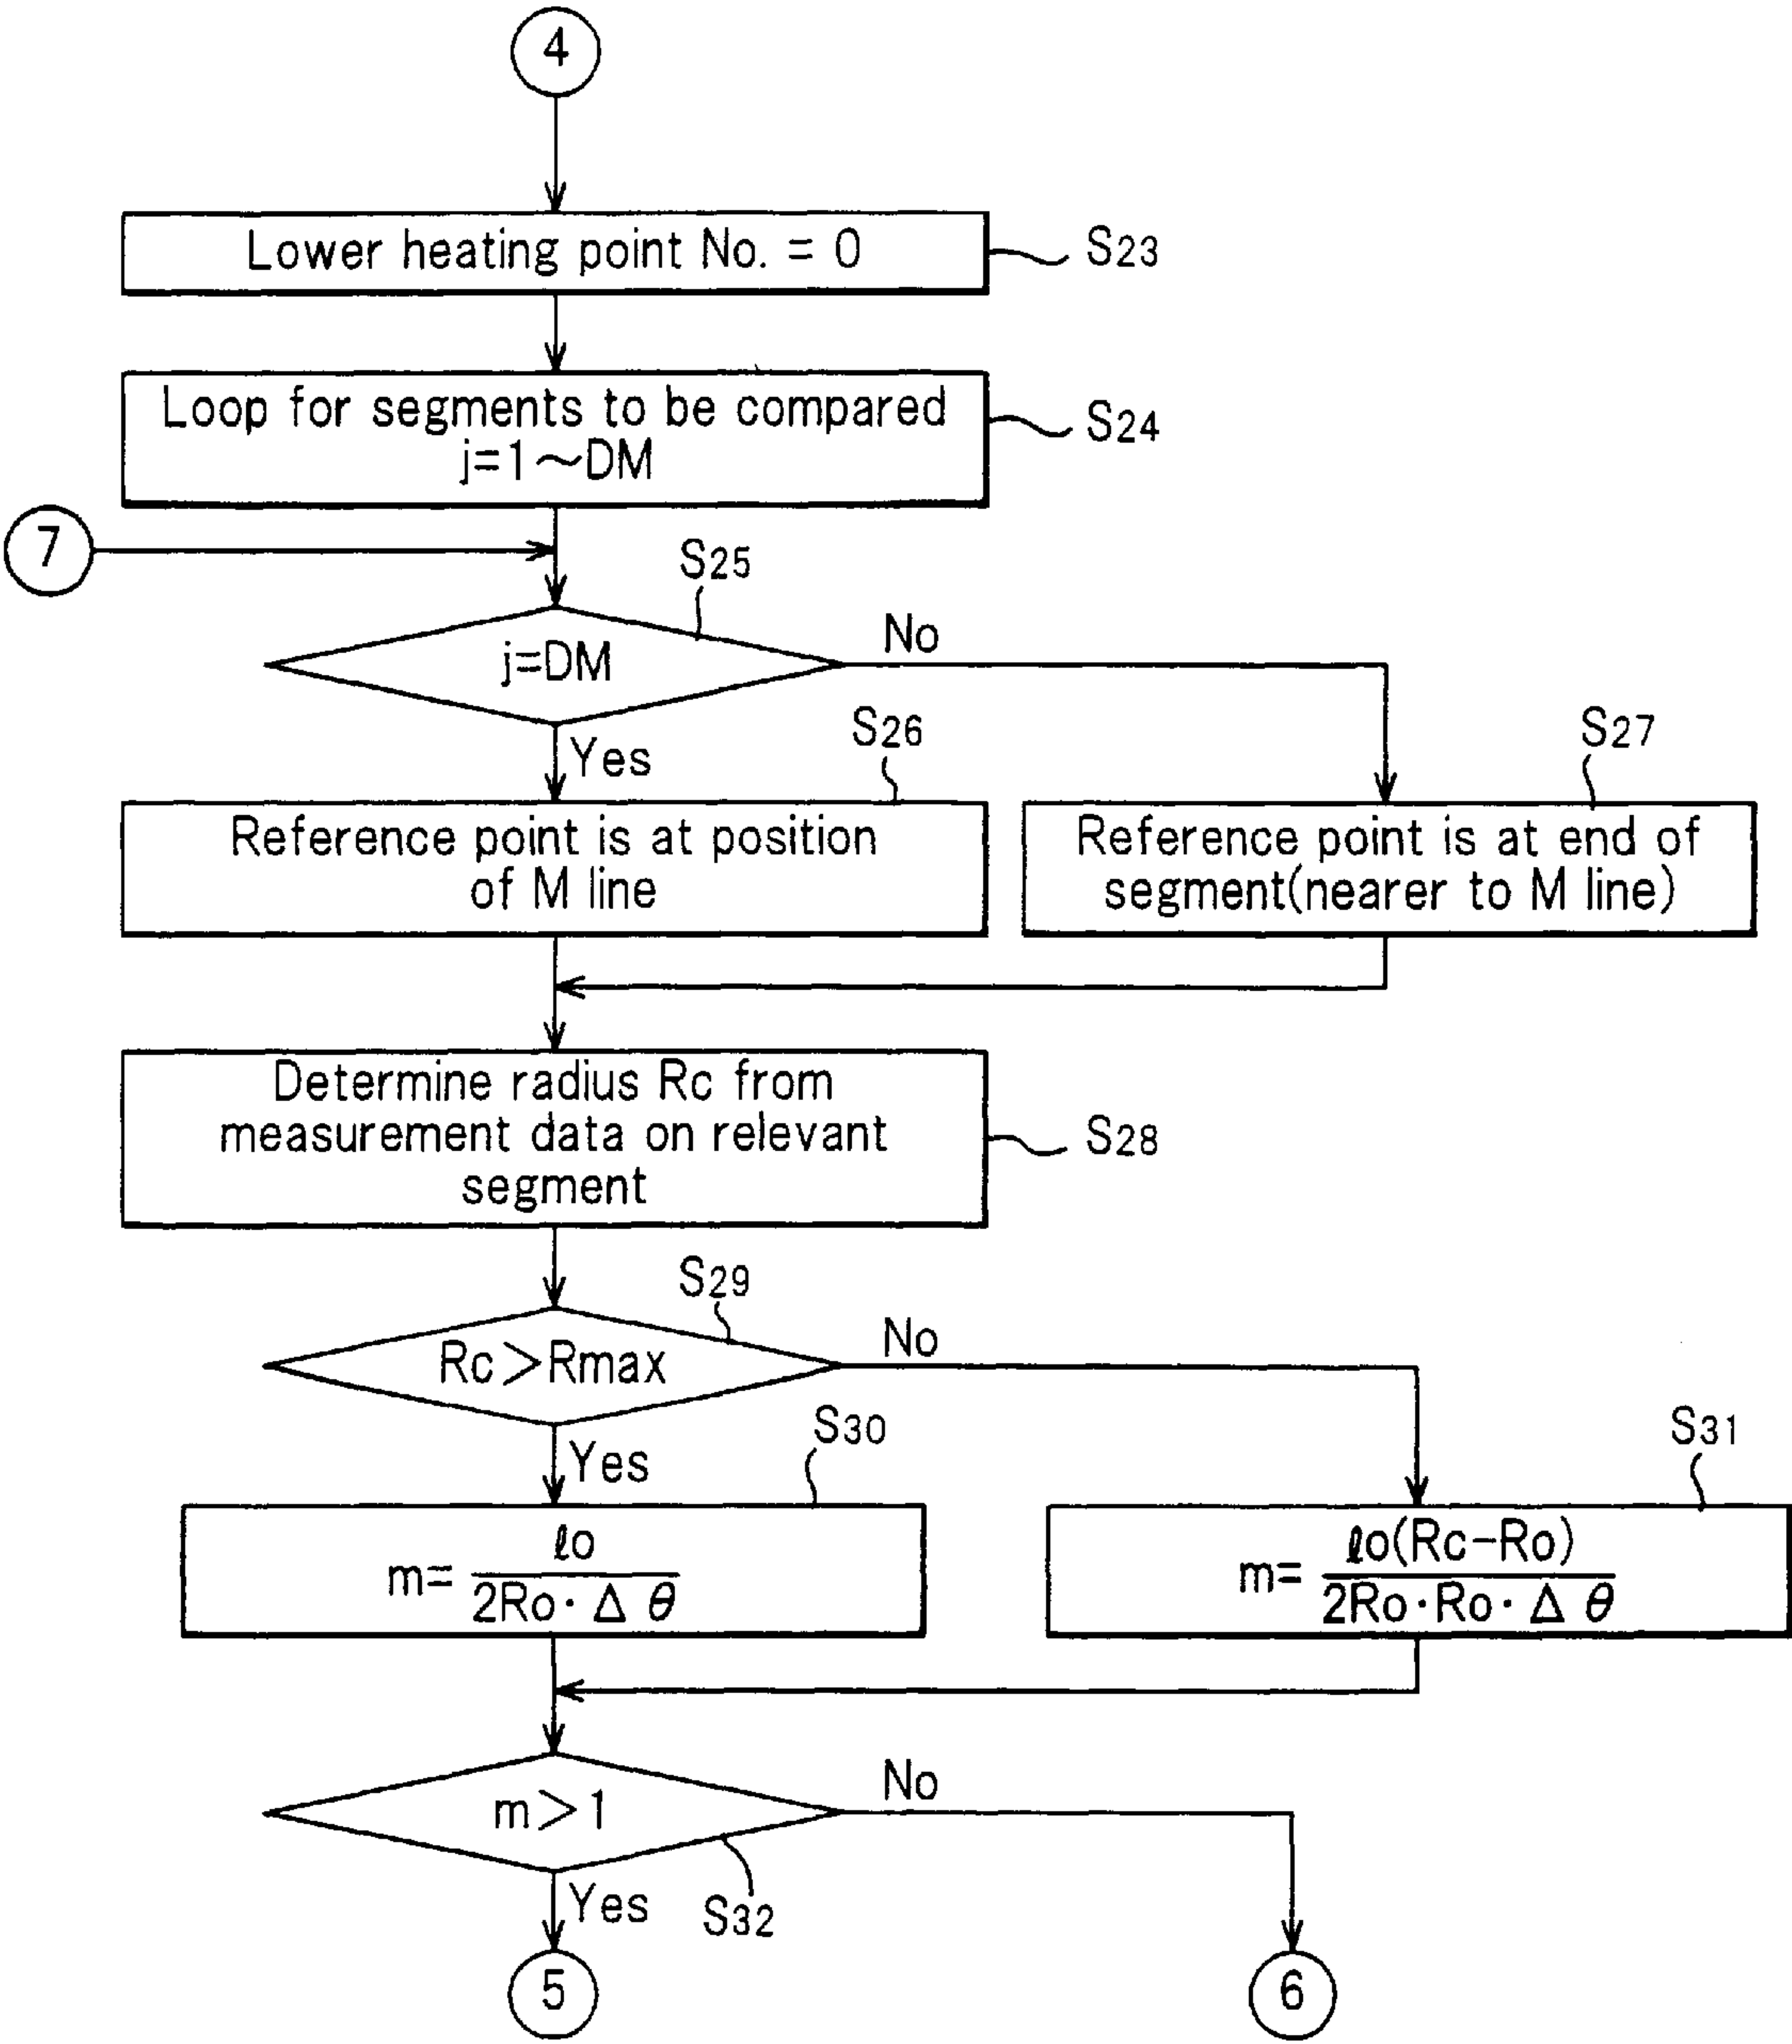 4
Lower heating point No. = 0
S23
Loop for segments to be compared
j=1~DM
S24
7
S25
j=DM
No
Yes
S26
S27
Reference point is at position
of M line
Reference point is at end of
segment(nearer to M line)
Determine radius Rc from
measurement data on relevant
segment
S28
S29
Rc>Rmax
No
Yes
S30
S31
m= ℓo / 2Ro·Δθ
m= ℓo(Rc-Ro) / 2Ro·Ro·Δθ
m>1
No
Yes
S32
5
6